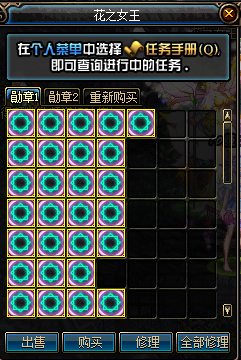 花之女王
在个人菜单中选择 任务手册(Q),
即可查询进行中的任务。
勋章1 勋章2 重新购买
出售 购买 修理 全部修理